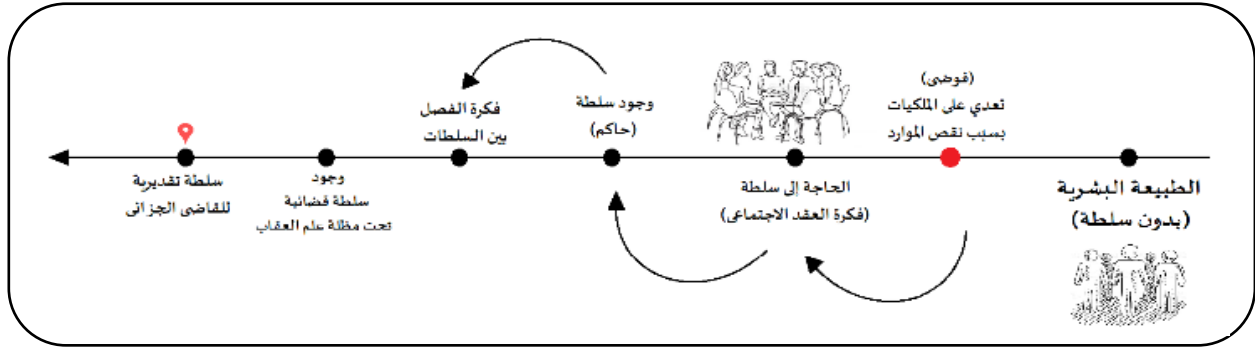 الطبيعة البشرية
(بدون سلطة)
(فوضى)
تعدي على الملكيات
بسبب نقص الموارد
الحاجة إلى سلطة
(فكرة العقد الاجتماعي)
وجود سلطة
(حاكم)
فكرة الفصل
بين السلطات
وجود
سلطة قضائية
تحت مظلة علم العقاب
سلطة تقديرية
للقاضي الجزائي